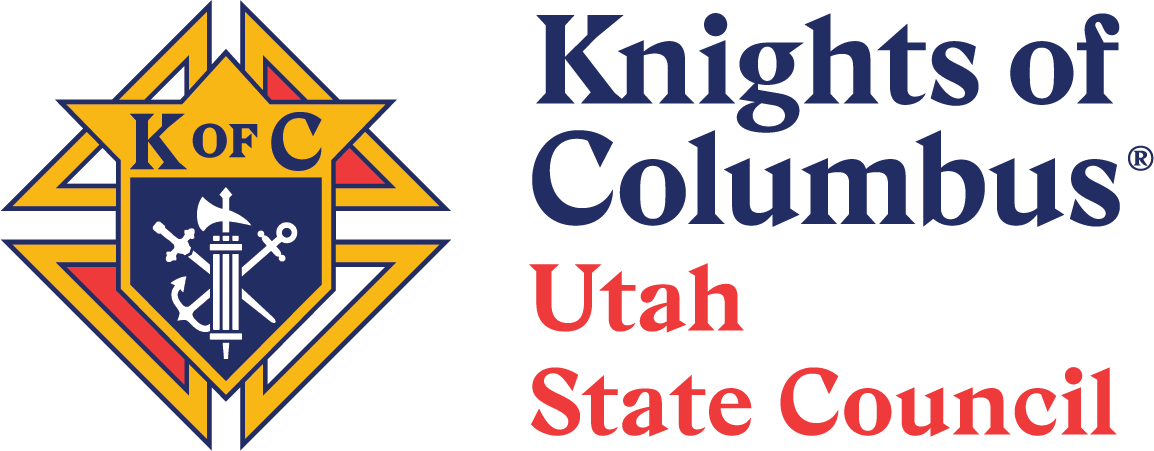 K OF C
Knights of
Columbus®
Utah
State Council